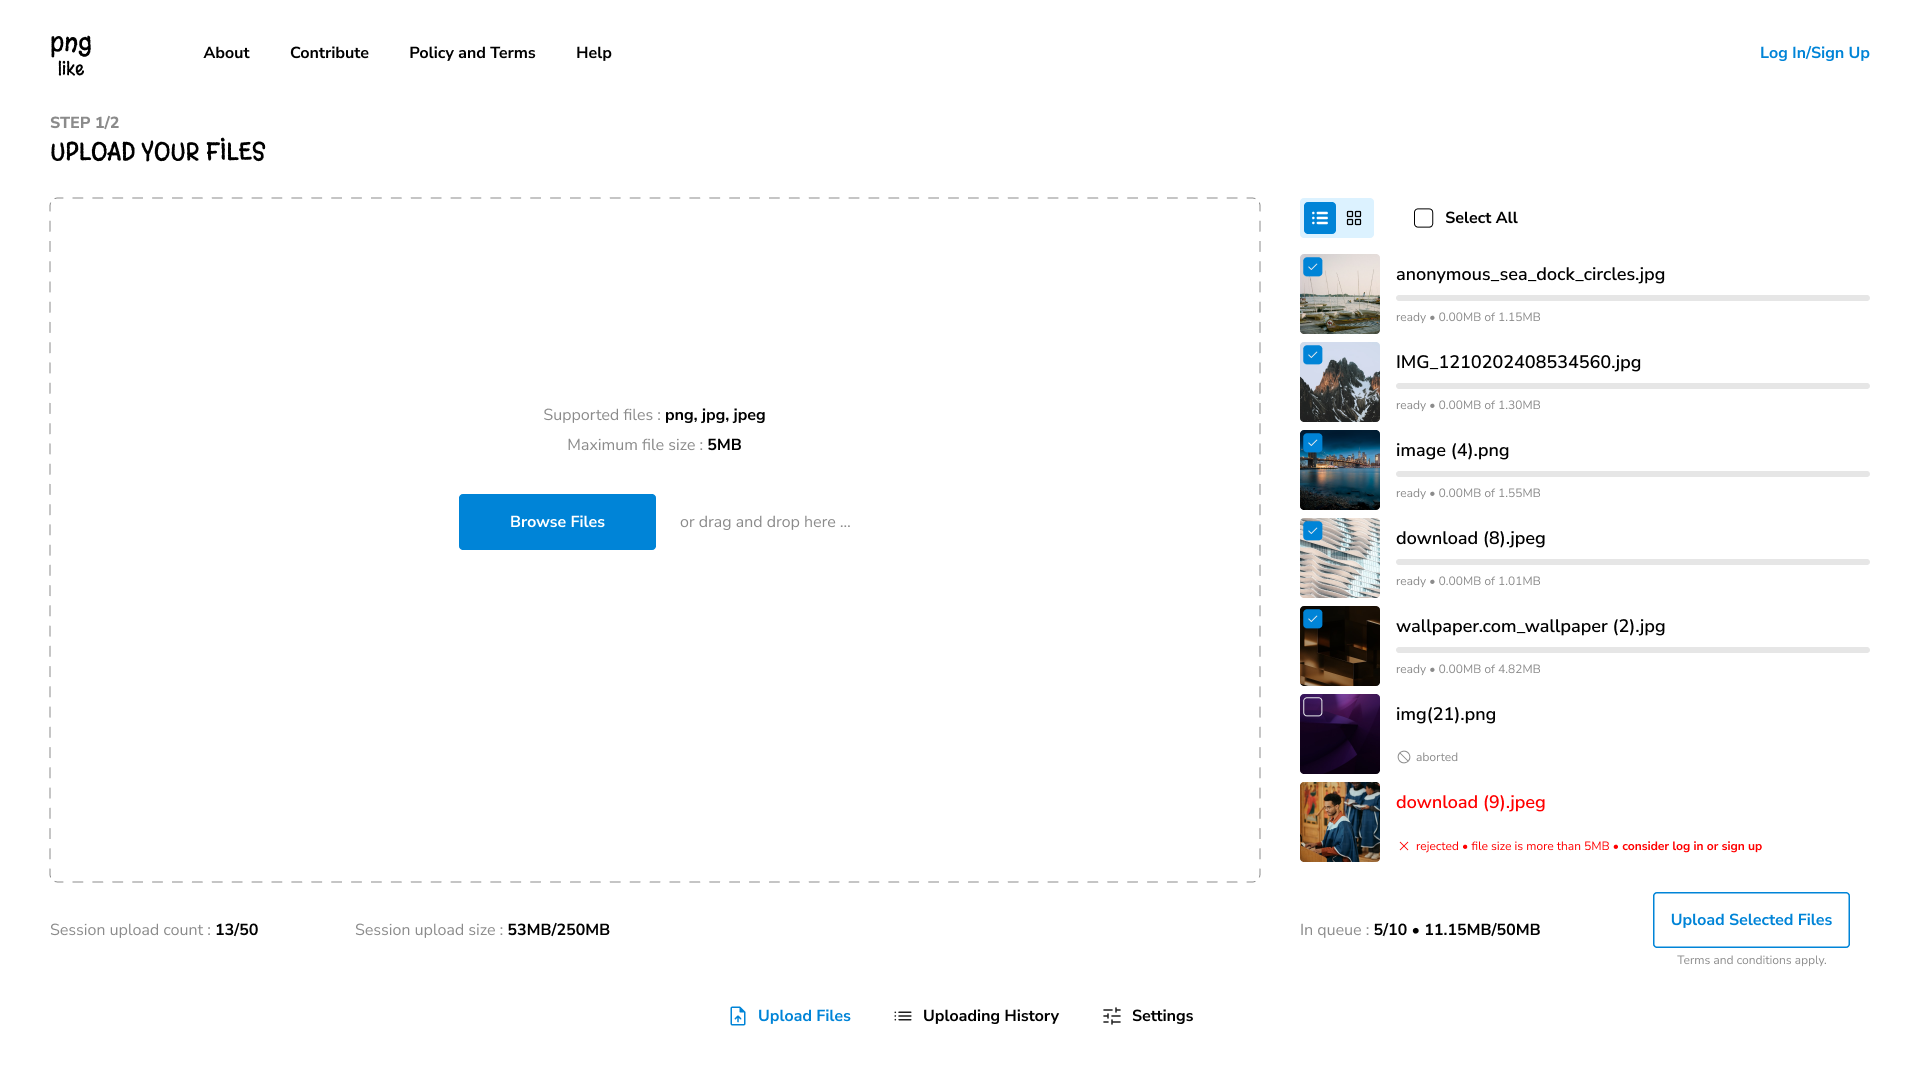 png
like
About
Contribute
Policy and Terms
Help
Log In/Sign Up
STEP 1/2
UPLOAD YOUR FILES
Supported files : png, jpg, jpeg
Maximum file size : 5MB
Browse Files
or drag and drop here ...
Select All
anonymous_sea_dock_circles.jpg
ready • 0.00MB of 1.15MB
IMG_1210202408534560.jpg
ready • 0.00MB of 1.30MB
image (4).png
ready • 0.00MB of 1.55MB
download (8).jpeg
ready • 0.00MB of 1.01MB
wallpaper.com_wallpaper (2).jpg
ready • 0.00MB of 4.82MB
img(21).png
aborted
download (9).jpeg
rejected • file size is more than 5MB • consider log in or sign up
Session upload count : 13/50
Session upload size : 53MB/250MB
In queue : 5/10 • 11.15MB/50MB
Upload Selected Files
Terms and conditions apply.
Upload Files
Uploading History
Settings